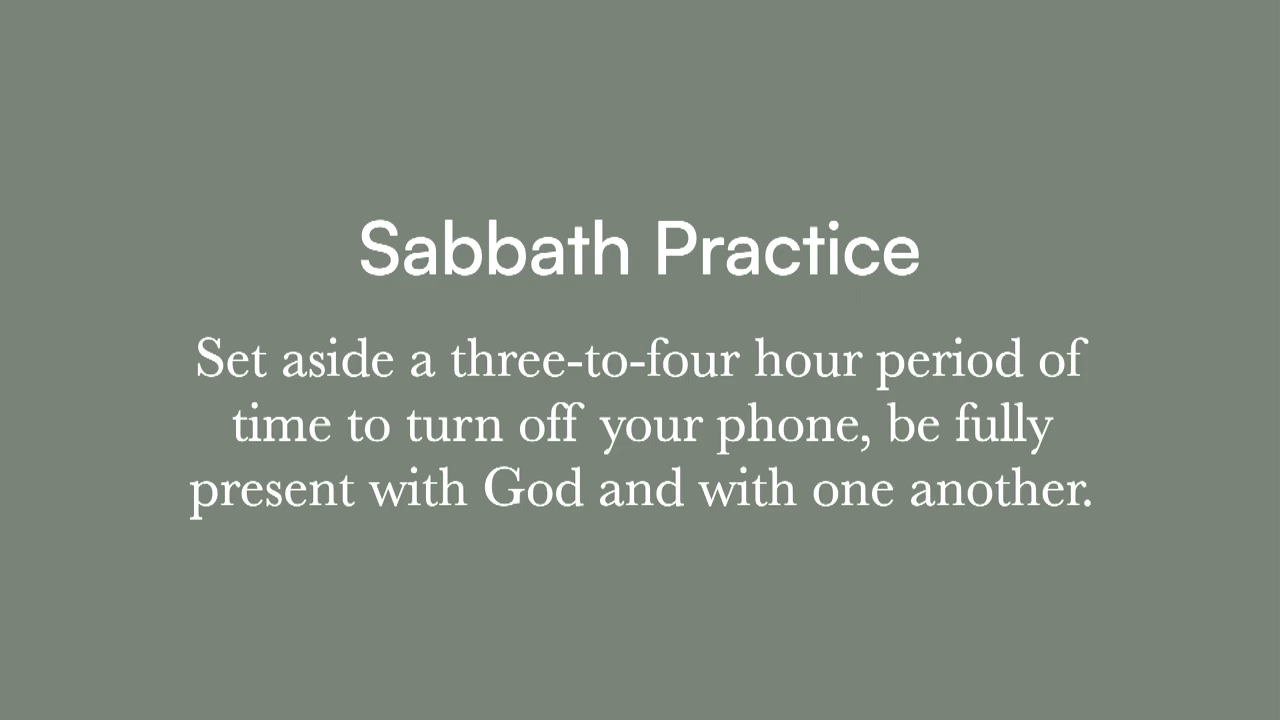 Sabbath Practice
Set aside a three-to-four hour period of
time to turn off your phone, be fully
present with God and with one another.